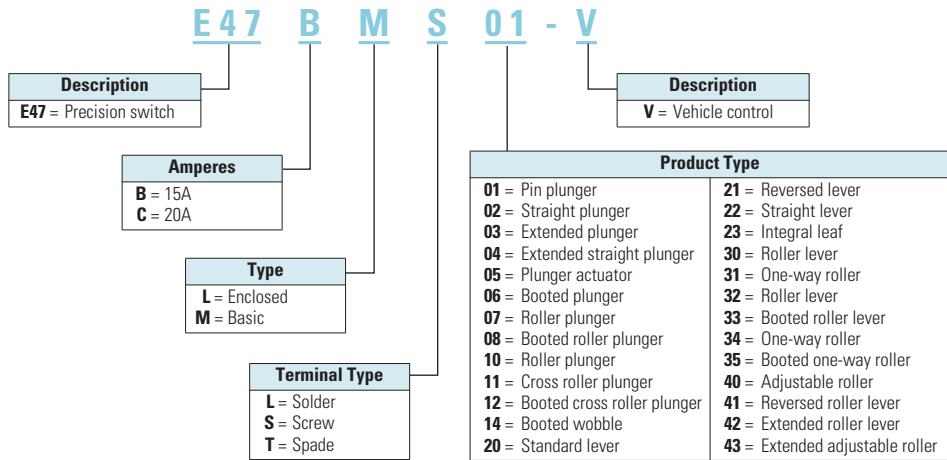 E47 B M S 01 - V
Description
E47 = Precision switch
Description
V = Vehicle control
Amperes
B = 15A
C = 20A
Type
L = Enclosed
M = Basic
Terminal Type
L = Solder
S = Screw
T = Spade
Product Type
01 = Pin plunger
02 = Straight plunger
03 = Extended plunger
04 = Extended straight plunger
05 = Plunger actuator
06 = Booted plunger
07 = Roller plunger
08 = Booted roller plunger
10 = Roller plunger
11 = Cross roller plunger
12 = Booted cross roller plunger
14 = Booted wobble
20 = Standard lever
21 = Reversed lever
22 = Straight lever
23 = Integral leaf
30 = Roller lever
31 = One-way roller
32 = Roller lever
33 = Booted roller lever
34 = One-way roller
35 = Booted one-way roller
40 = Adjustable roller
41 = Reversed roller lever
42 = Extended roller lever
43 = Extended adjustable roller